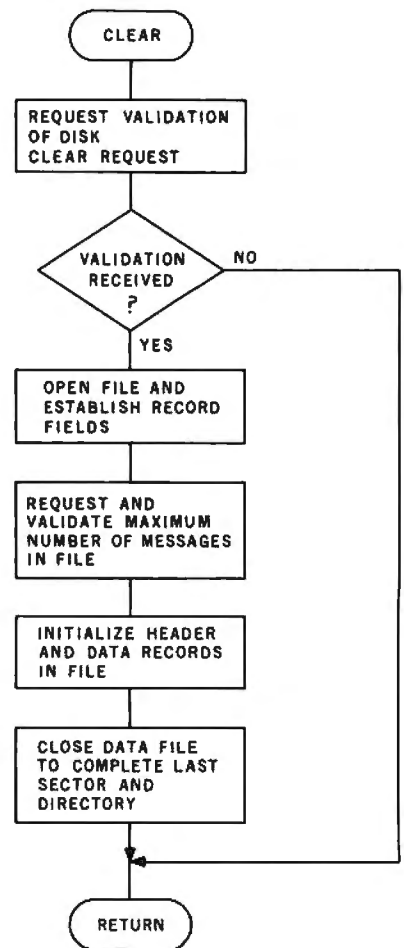 CLEAR
REQUEST VALIDATION
OF DISK
CLEAR REQUEST
VALIDATION
RECEIVED
?
NO
YES
OPEN FILE AND
ESTABLISH RECORD
FIELDS
REQUEST AND
VALIDATE MAXIMUM
NUMBER OF MESSAGES
IN FILE
INITIALIZE HEADER
AND DATA RECORDS
IN FILE
CLOSE DATA FILE
TO COMPLETE LAST
SECTOR AND
DIRECTORY
RETURN